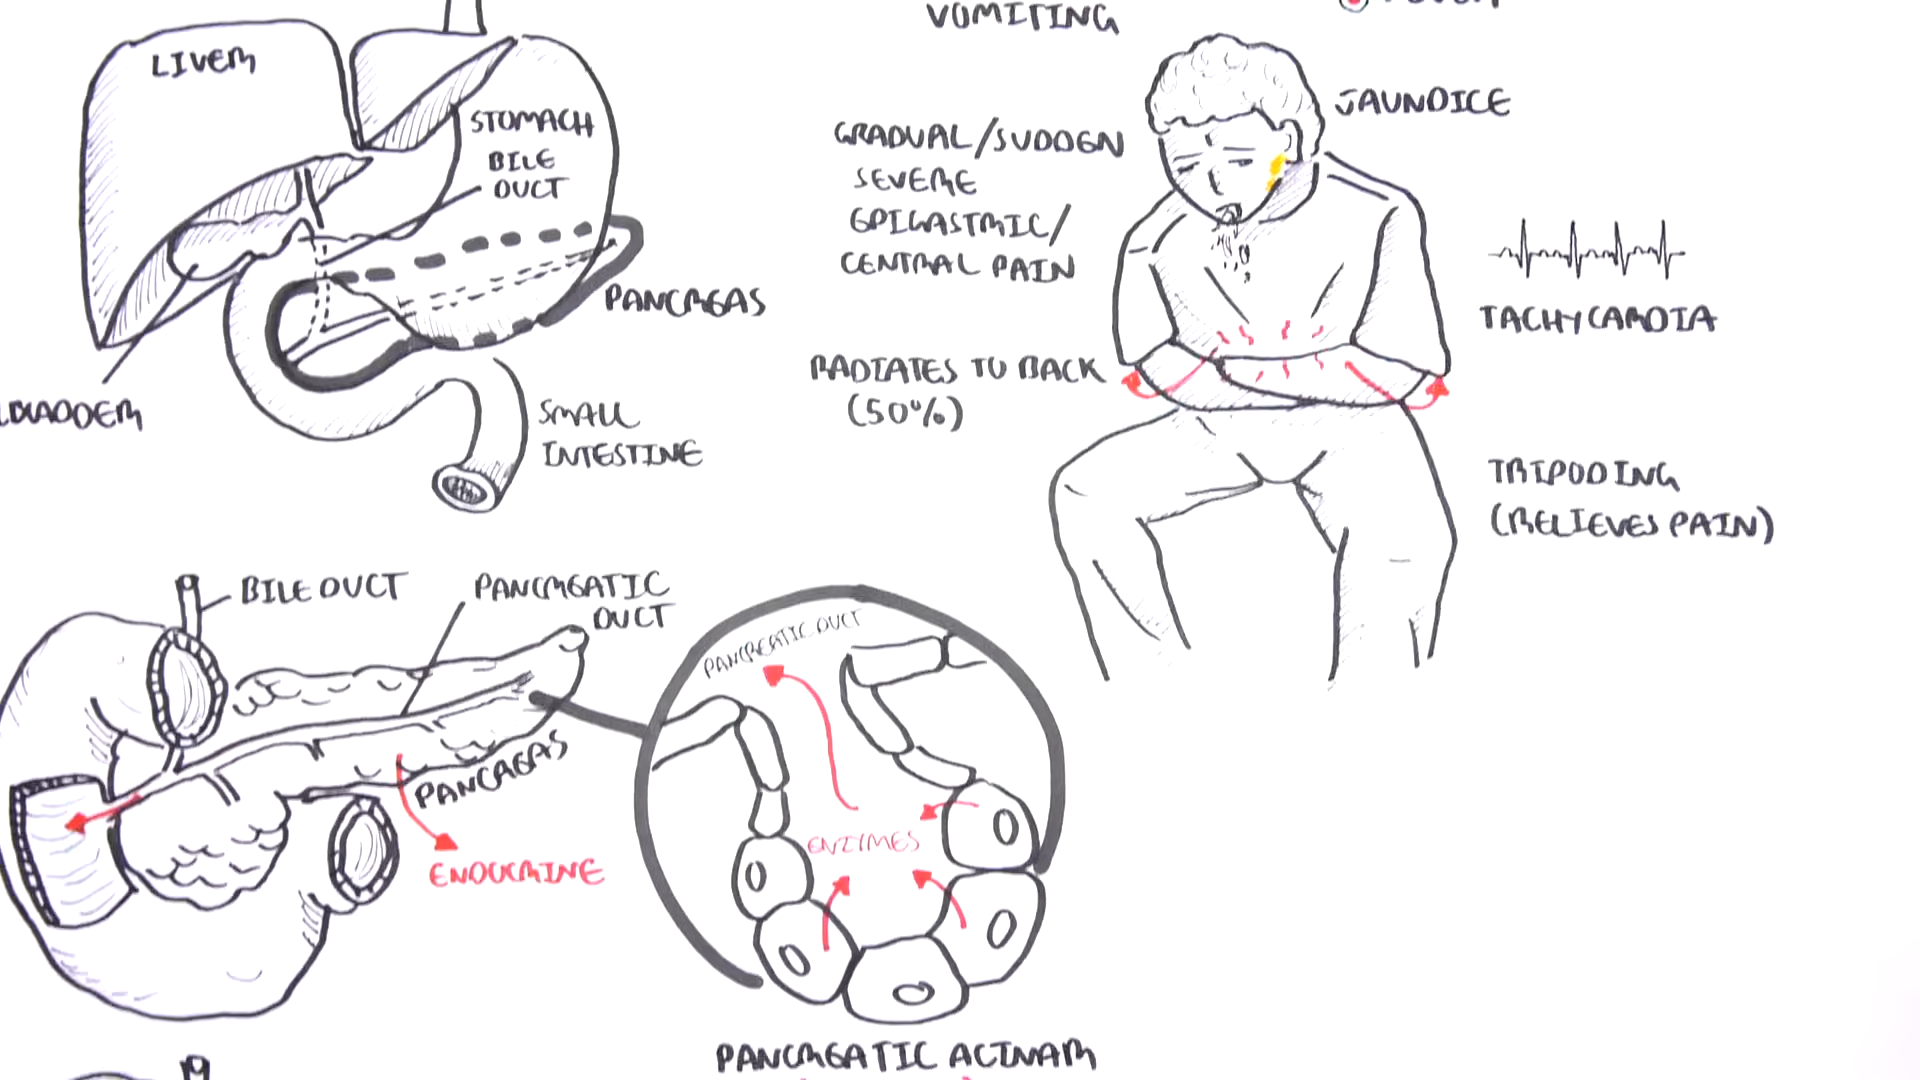 LIVER
STOMACH
BILE
DUCT
PANCREAS
SMALL
INTESTINE
VOMITING
GRADUAL/SUDDEN
SEVERE
EPIGASTRIC/
CENTRAL PAIN
RADIATES TO BACK
(50%)
JAUNDICE
TACHYCARDIA
TRIPODING
(RELIEVES PAIN)
BILE DUCT
PANCREATIC
DUCT
PANCREAS
ENDOCRINE
PANCREATIC DUCT
ENZYMES
PANCREATIC ACINAR